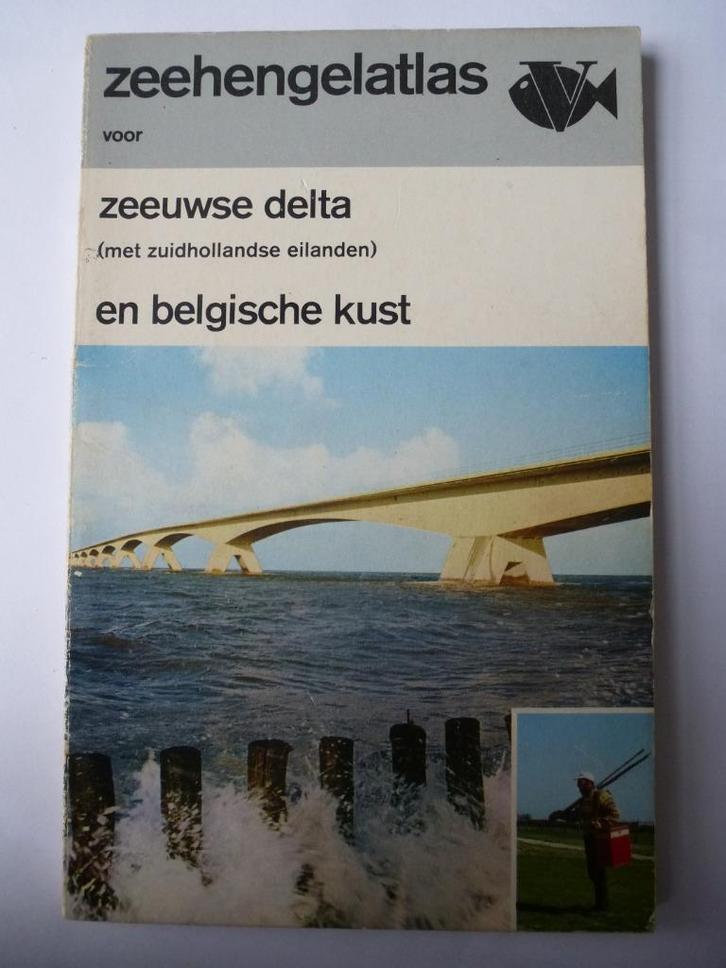 zeehengelatlas
V
voor
zeeuwse delta
(met zuidhollandse eilanden)
en belgische kust